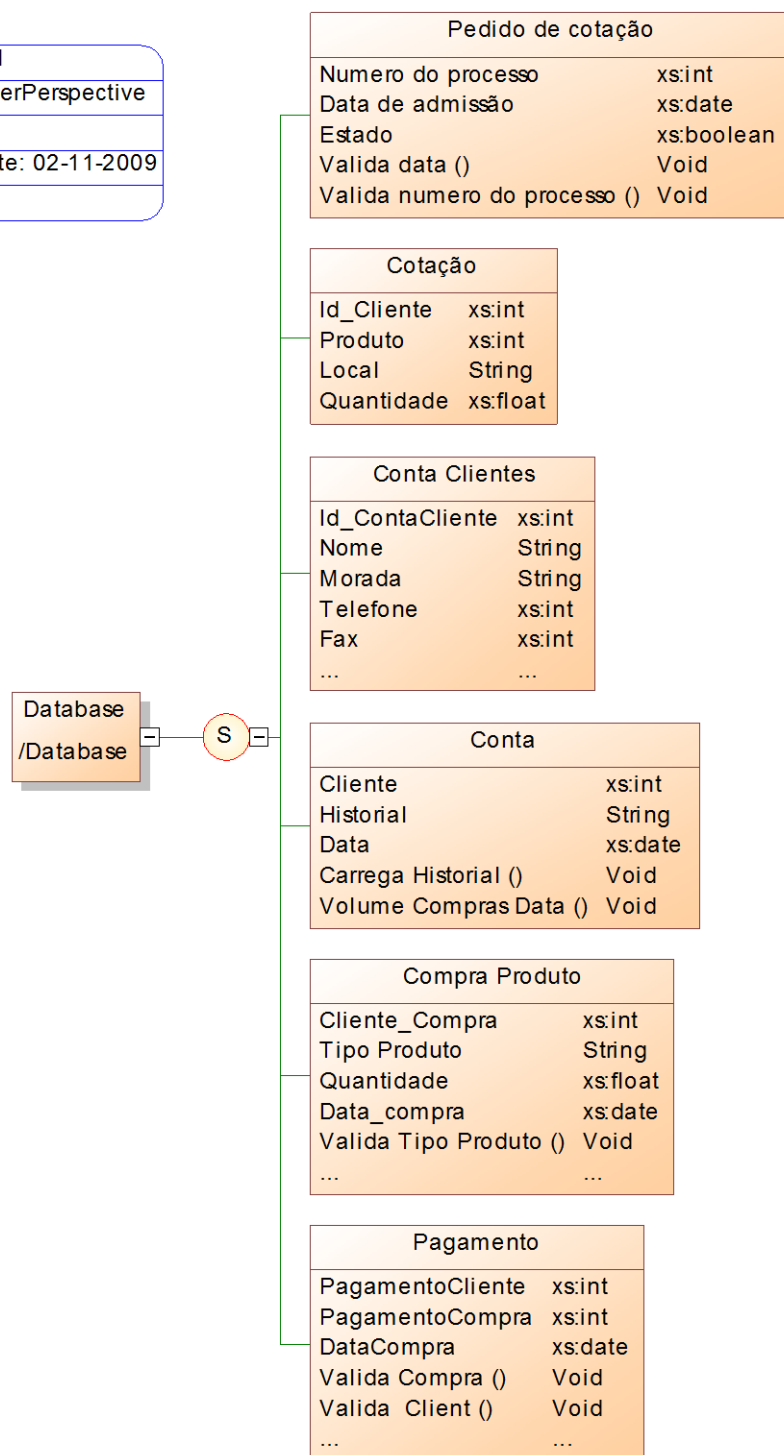 erPerspective
te: 02-11-2009
Pedido de cotação
Numero do processo xs:int
Data de admissão xs:date
Estado xs:boolean
Valida data () Void
Valida numero do processo () Void
Cotação
Id_Cliente xs:int
Produto xs:int
Local String
Quantidade xs:float
Conta Clientes
Id_ContaCliente xs:int
Nome String
Morada String
Telefone xs:int
Fax xs:int
... ...
Database
/Database
S
Conta
Cliente xs:int
Historial String
Data xs:date
Carrega Historial () Void
Volume Compras Data () Void
Compra Produto
Cliente_Compra xs:int
Tipo Produto String
Quantidade xs:float
Data_compra xs:date
Valida Tipo Produto () Void
... ...
Pagamento
PagamentoCliente xs:int
PagamentoCompra xs:int
DataCompra xs:date
Valida Compra () Void
Valida Client () Void
... ...